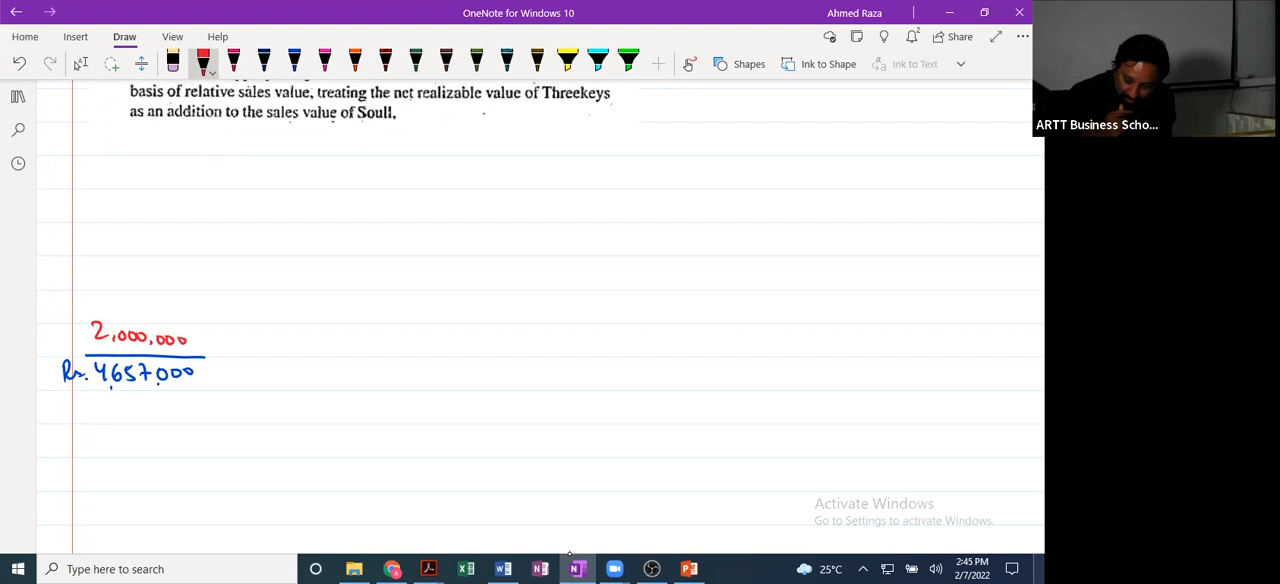 OneNote for Windows 10
Ahmed Raza
Home Insert Draw View Help
Share
Shapes Ink to Shape Ink to Text
ARTT Business Scho...
basis of relative sales value, treating the net realizable value of Threekeys
as an addition to the sales value of Soull,
2,000,000
Rs. 4,657,000
Activate Windows
Go to Settings to activate Windows.
Type here to search
25°C
2:45 PM
2/7/2022